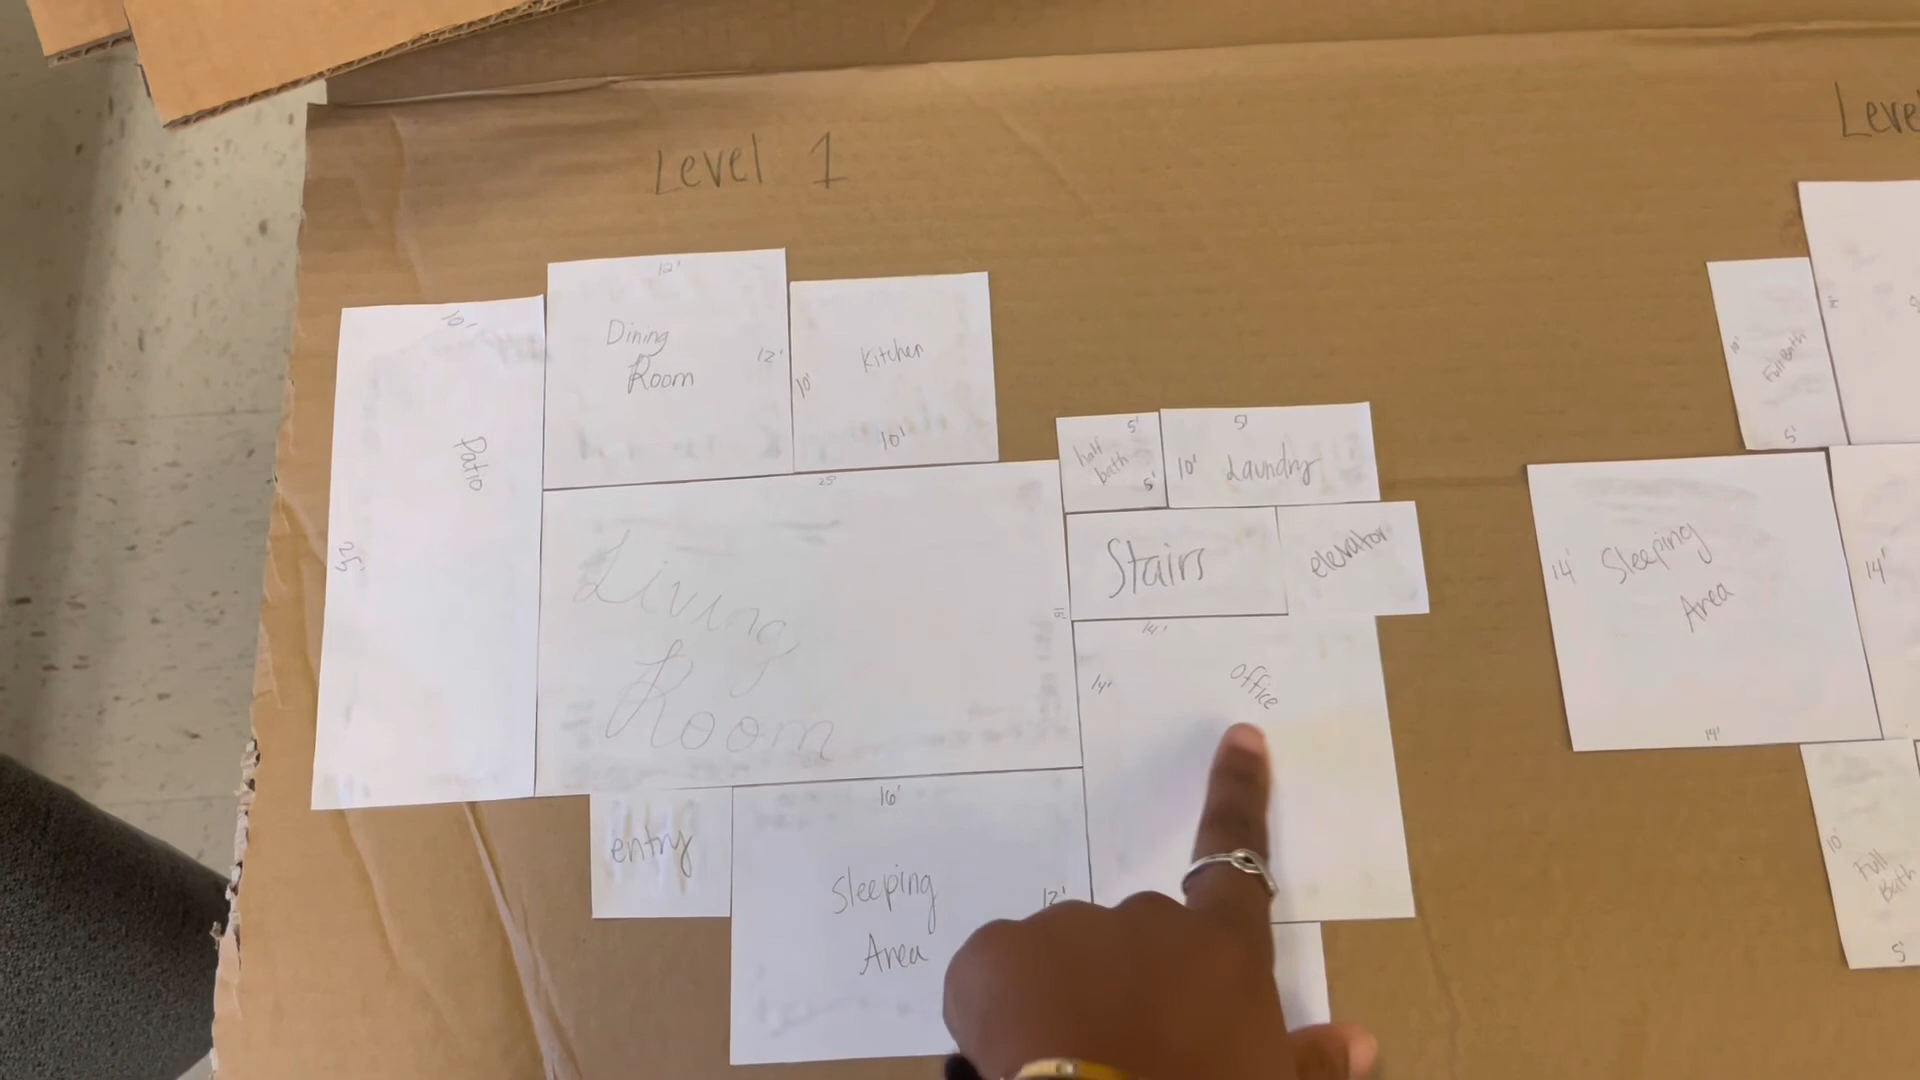 Level 1
Leve
10'
Patio
25'
12'
Dining
Room
12'
Kitchen
10'
10'
25'
Living
Room
15'
half
bath
5'
5'
5'
10'
Laundry
Stairs
elevator
14'
14'
Office
entry
16'
Sleeping
Area
12'
10'
Full Bath
5'
14'
Sleeping
Area
14'
14'
10'
Full
Bath
5'